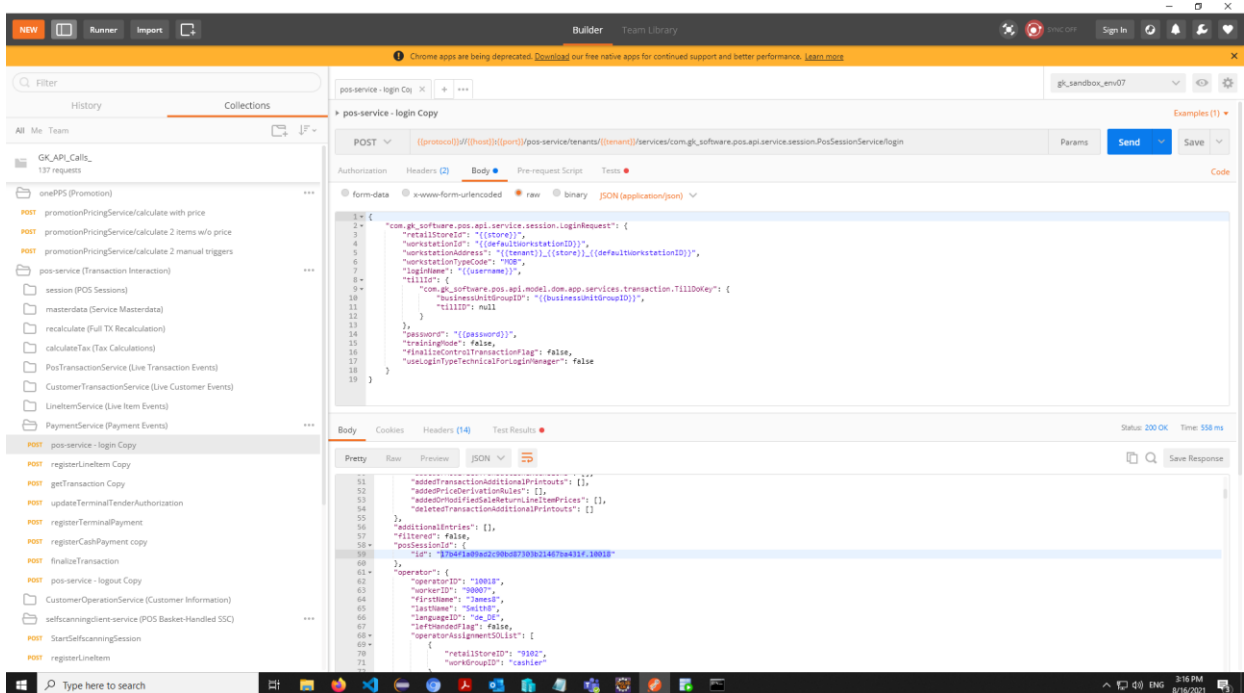 NEW Runner Import Builder Team Library SYNC OFF Sign In
Chrome apps are being deprecated. Download our free native apps for continued support and better performance. Learn more
Filter
History Collections
All Me Team
GK_API_Calls_
137 requests
onePPS (Promotion)
POST promotionPricingService/calculate with price
POST promotionPricingService/calculate 2 items w/o price
POST promotionPricingService/calculate 2 manual triggers
pos-service (Transaction Interaction)
session (POS Sessions)
masterdata (Service Masterdata)
recalculate (Full TX Recalculation)
calculateTax (Tax Calculations)
PosTransactionService (Live Transaction Events)
CustomerTransactionService (Live Customer Events)
LineItemService (Live Item Events)
PaymentService (Payment Events)
POST pos-service - login Copy
POST registerLineItem Copy
POST getTransaction Copy
POST updateTerminalTenderAuthorization
POST registerTerminalPayment
POST registerCashPayment copy
POST finalizeTransaction
POST pos-service - logout Copy
CustomerOperationService (Customer Information)
selfscanningclient-service (POS Basket-Handled SSC)
POST StartSelfscanningSession
POST registerLineItem
pos-service - login Cop
gk_sandbox_env07
pos-service - login Copy Examples (1)
POST {{protocol}}://{{host}}:{{port}}/pos-service/tenants/{{tenant}}/services/com.gk_software.pos.api.service.session.PosSessionService/login Params Send Save
Authorization Headers (2) Body Pre-request Script Tests Code
form-data x-www-form-urlencoded raw binary JSON (application/json)
1 {
2 "com.gk_software.pos.api.service.session.LoginRequest": {
3 "retailStoreId": "{{store}}",
4 "workstationId": "{{defaultWorkstationID}}",
5 "workstationAddress": "{{tenant}}_{{store}}_{{defaultWorkstationID}}",
6 "workstationTypeCode": "MOB",
7 "loginName": "{{username}}",
8 "tillId": {
9 "com.gk_software.pos.api.model.dom.app.services.transaction.TillDoKey": {
10 "businessUnitGroupID": "{{businessUnitGroupID}}",
11 "tillID": null
12 }
13 },
14 "password": "{{password}}",
15 "trainingMode": false,
16 "finalizeControlTransactionFlag": false,
17 "useLoginTypeTechnicalForLoginManager": false
18 }
19 }
Body Cookies Headers (14) Test Results Status: 200 OK Time: 558 ms
Pretty Raw Preview JSON Save Response
51 "addedTransactionAdditionalPrintouts": [],
52 "addedPriceDerivationRules": [],
53 "addedOrModifiedSaleReturnLineItemPrices": [],
54 "deletedTransactionAdditionalPrintouts": []
55 },
56 "additionalEntries": [],
57 "filtered": false,
58 "posSessionId": {
59 "id": "17b4f1a09ad2c90bd87303b21467ba431f.10018"
60 },
61 "operator": {
62 "operatorID": "10018",
63 "workerID": "90007",
64 "firstName": "James8",
65 "lastName": "Smith8",
66 "languageID": "de_DE",
67 "leftHandedFlag": false,
68 "operatorAssignmentSOList": [
69 {
70 "retailStoreID": "9102",
71 "workGroupID": "cashier"
Type here to search
ENG 3:16 PM
8/16/2021